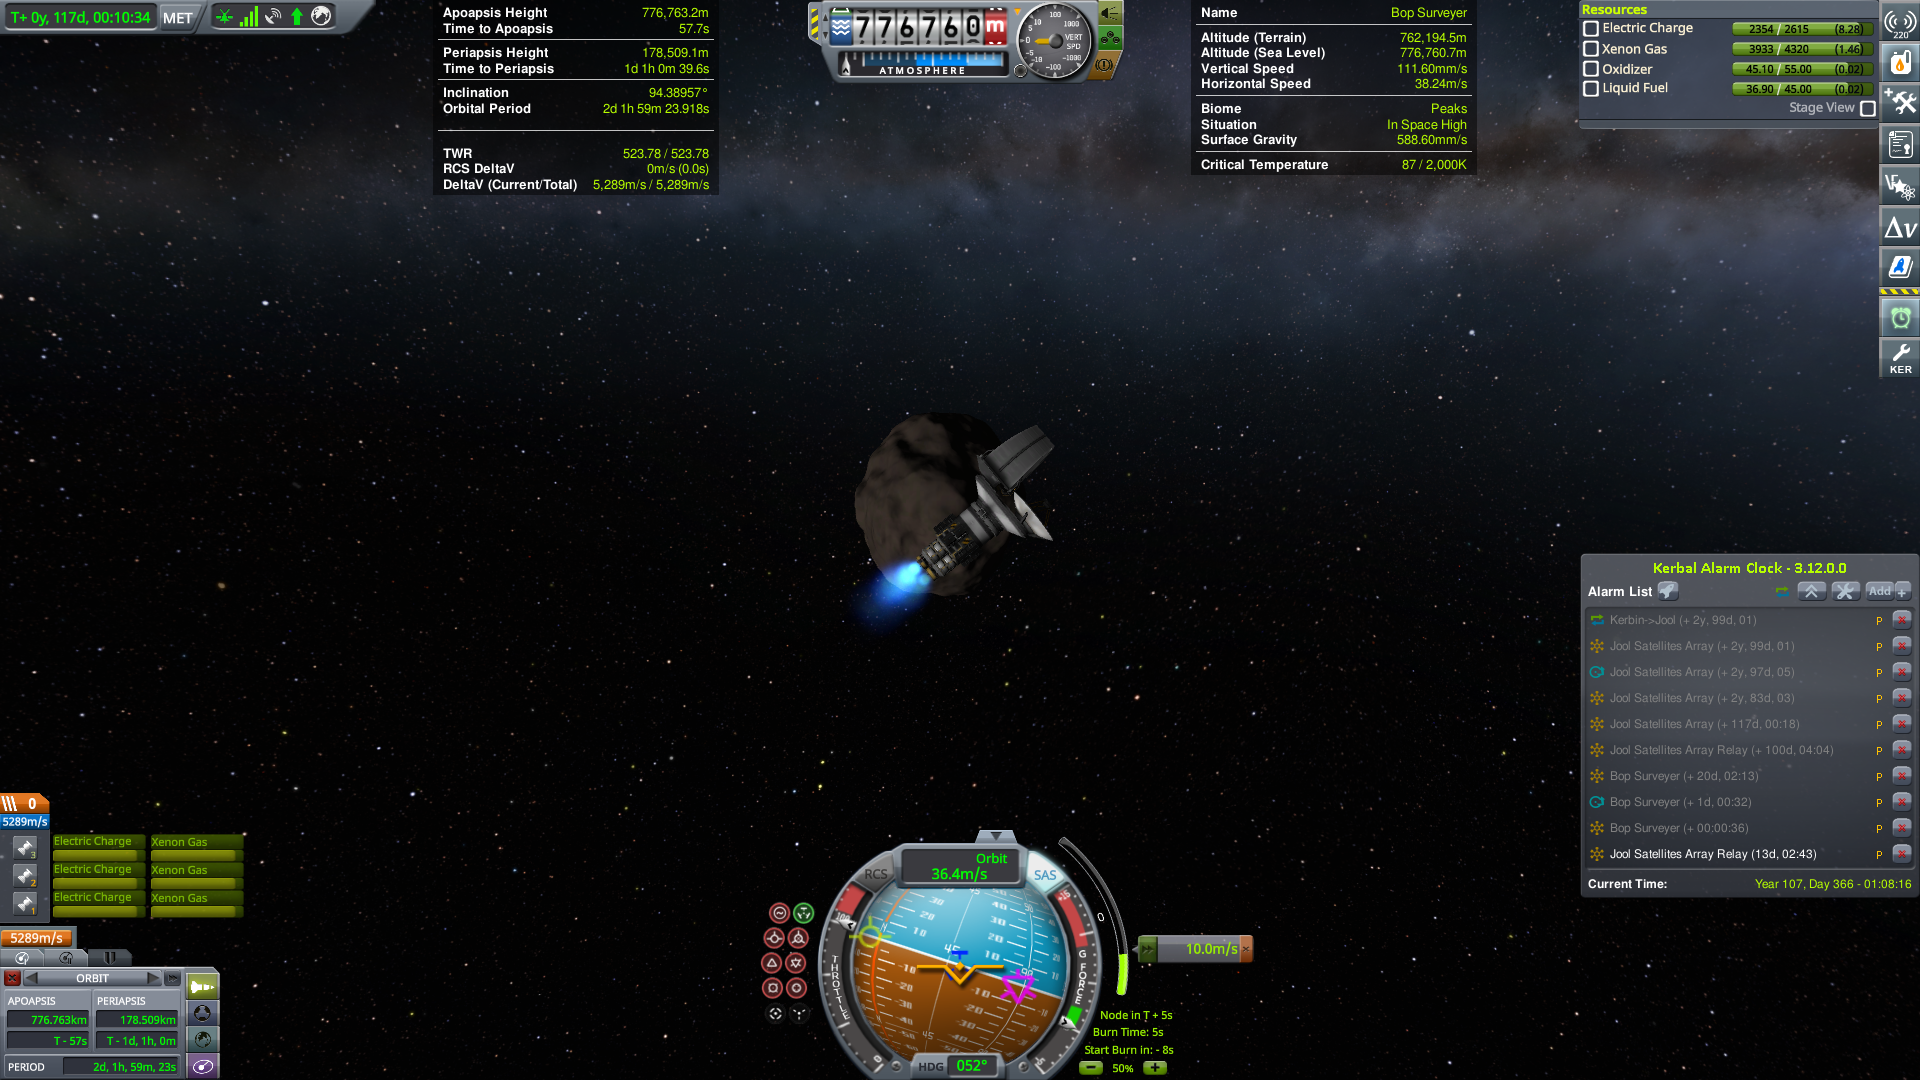 T+ 0y, 117d, 00:10:34 MET
Apoapsis Height 776,763.2m
Time to Apoapsis 57.7s
Periapsis Height 178,509.1m
Time to Periapsis 1d 1h 0m 39.6s
Inclination 94.38957°
Orbital Period 2d 1h 59m 23.918s
TWR 523.78 / 523.78
RCS DeltaV 0m/s (0.0s)
DeltaV (Current/Total) 5,289m/s / 5,289m/s
776760 m
ATMOSPHERE
VERT SPD
Name Bop Surveyer
Altitude (Terrain) 762,194.5m
Altitude (Sea Level) 776,760.7m
Vertical Speed 111.60mm/s
Horizontal Speed 38.24m/s
Biome Peaks
Situation In Space High
Surface Gravity 588.60mm/s
Critical Temperature 87 / 2,000K
Resources
Electric Charge 2354 / 2615 (8.28)
Xenon Gas 3933 / 4320 (1.46)
Oxidizer 45.10 / 55.00 (0.02)
Liquid Fuel 36.90 / 45.00 (0.02)
Stage View
220
Δv
KER
Kerbal Alarm Clock - 3.12.0.0
Alarm List Add +
Kerbin->Jool (+ 2y, 99d, 01) P
Jool Satellites Array (+ 2y, 99d, 01) P
Jool Satellites Array (+ 2y, 97d, 05) P
Jool Satellites Array (+ 2y, 83d, 03) P
Jool Satellites Array (+ 117d, 00:18) P
Jool Satellites Array Relay (+ 100d, 04:04) P
Bop Surveyer (+ 20d, 02:13) P
Bop Surveyer (+ 1d, 00:32) P
Bop Surveyer (+ 00:00:36) P
Jool Satellites Array Relay (13d, 02:43) P
Current Time: Year 107, Day 366 - 01:08:16
0
5289m/s
Electric Charge Xenon Gas
3
Electric Charge Xenon Gas
2
Electric Charge Xenon Gas
1
5289m/s
ORBIT
APOAPSIS PERIAPSIS
776.763km 178.509km
T - 57s T - 1d, 1h, 0m
PERIOD 2d, 1h, 59m, 23s
Orbit
36.4m/s
RCS SAS
THROTTLE
G FORCE
HDG 052°
0
10.0m/s
Node in T + 5s
Burn Time: 5s
Start Burn in: - 8s
50%